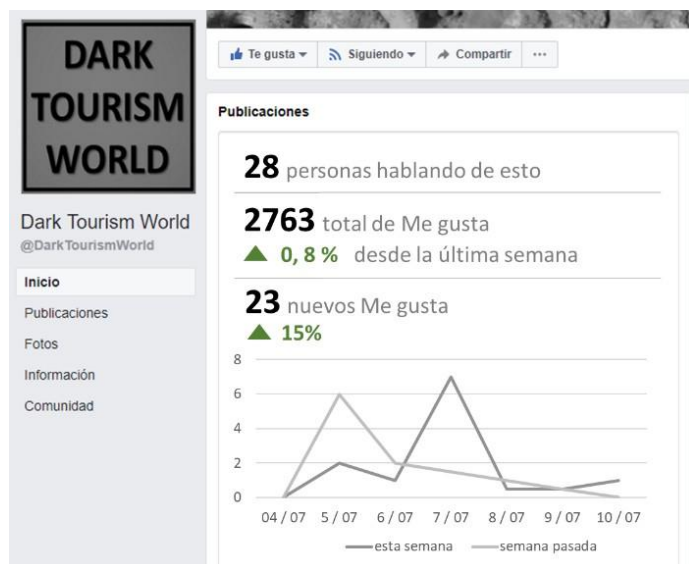 DARK
TOURISM
WORLD
Dark Tourism World
@DarkTourismWorld
Inicio
Publicaciones
Fotos
Información
Comunidad
Te gusta Siguiendo Compartir ...
Publicaciones
28 personas hablando de esto
2763 total de Me gusta
0, 8 % desde la última semana
23 nuevos Me gusta
15%
8
6
4
2
0
04 / 07 5 / 07 6 / 07 7 / 07 8 / 07 9 / 07 10 / 07
esta semana semana pasada